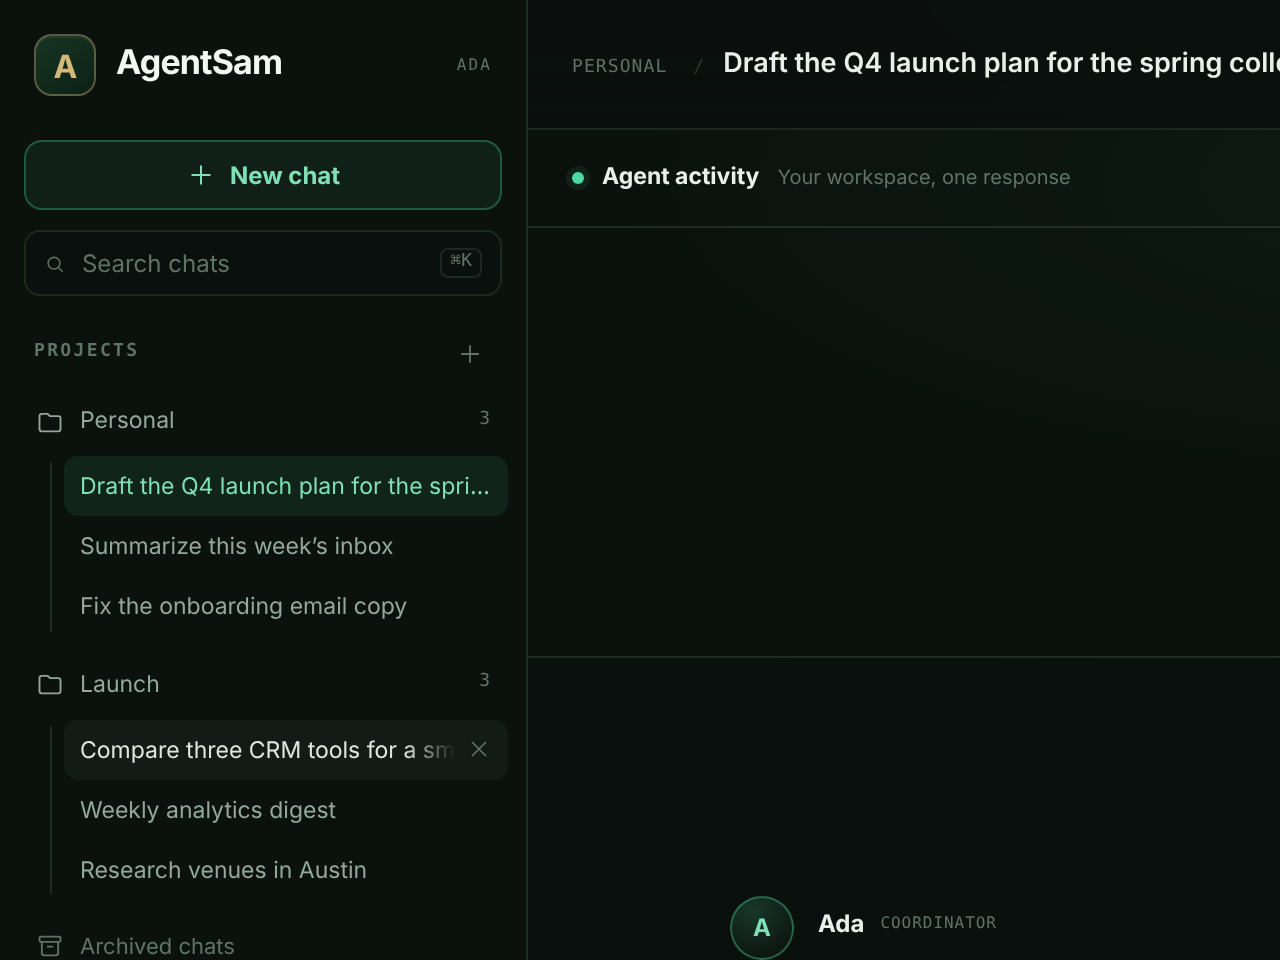 A AgentSam ADA
New chat
Search chats ⌘K
PROJECTS
Personal 3
Draft the Q4 launch plan for the spri...
Summarize this week’s inbox
Fix the onboarding email copy
Launch 3
Compare three CRM tools for a sm
Weekly analytics digest
Research venues in Austin
Archived chats
PERSONAL / Draft the Q4 launch plan for the spring coll
Agent activity Your workspace, one response
A Ada COORDINATOR